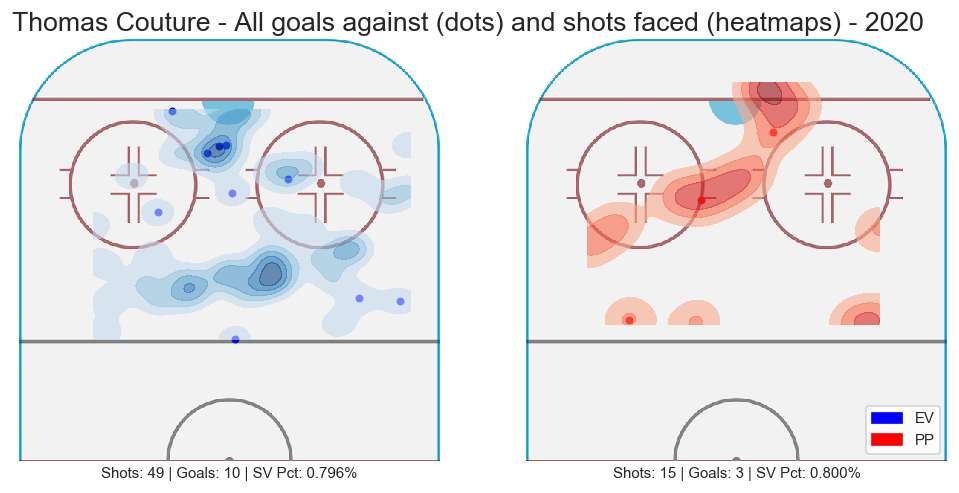 Thomas Couture - All goals against (dots) and shots faced (heatmaps) - 2020
EV
PP
Shots: 49 | Goals: 10 | SV Pct: 0.796%
Shots: 15 | Goals: 3 | SV Pct: 0.800%